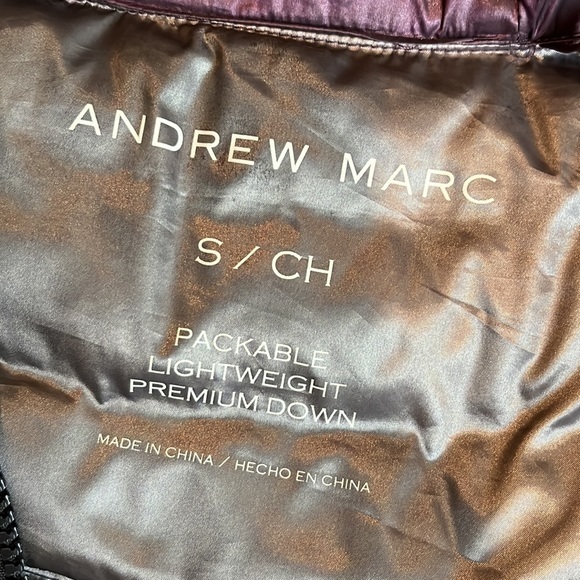 ANDREW MARC
S / CH
PACKABLE
LIGHTWEIGHT
PREMIUM DOWN
MADE IN CHINA / HECHO EN CHINA